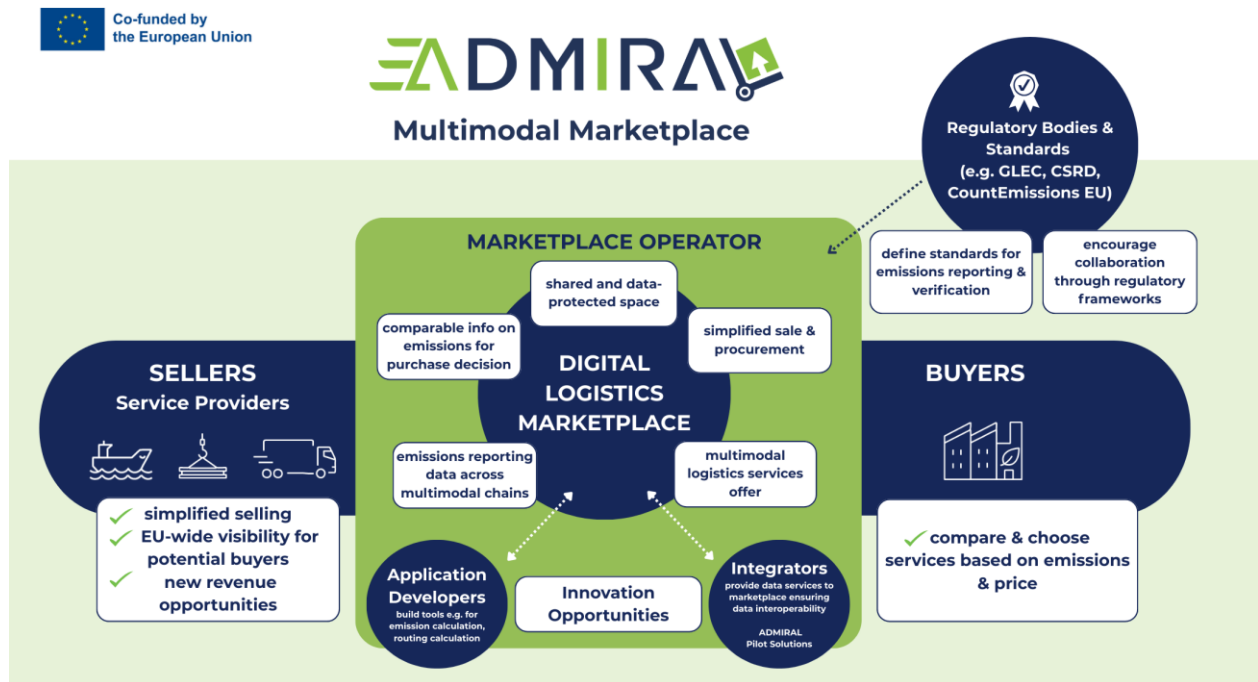 Co-funded by
the European Union
ADMIRAL
Multimodal Marketplace
Regulatory Bodies &
Standards
(e.g. GLEC, CSRD,
CountEmissions EU)
define standards for
emissions reporting &
verification
encourage
collaboration
through regulatory
frameworks
MARKETPLACE OPERATOR
shared and data-
protected space
comparable info on
emissions for
purchase decision
simplified sale &
procurement
DIGITAL
LOGISTICS
MARKETPLACE
emissions reporting
data across
multimodal chains
multimodal
logistics services
offer
SELLERS
Service Providers
simplified selling
EU-wide visibility for
potential buyers
new revenue
opportunities
BUYERS
compare & choose
services based on emissions
& price
Application
Developers
build tools e.g. for
emission calculation,
routing calculation
Innovation
Opportunities
Integrators
provide data services to
marketplace ensuring
data interoperability
ADMIRAL
Pilot Solutions